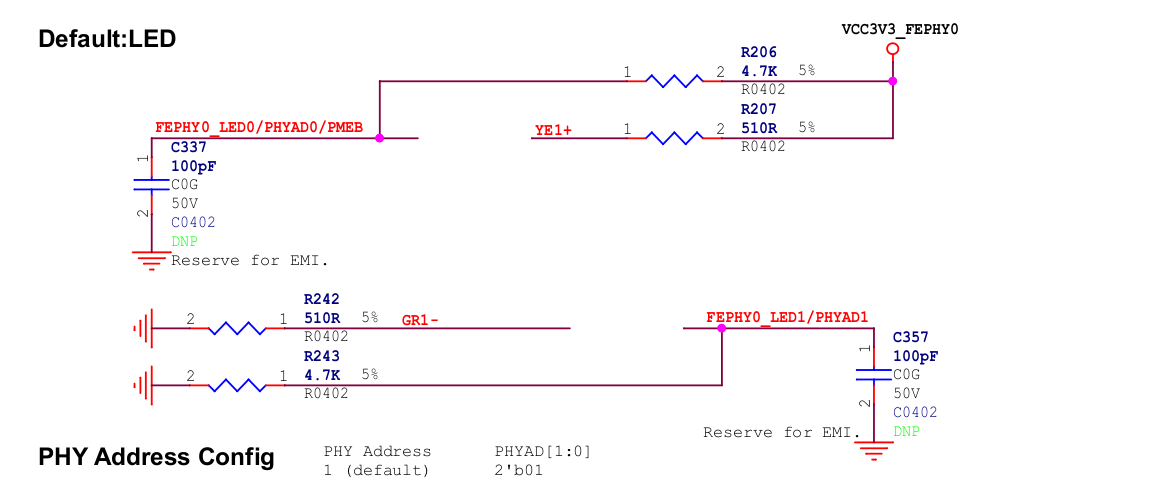 Default:LED
VCC3V3_FEPHY0
R206
1
2
4.7K
5%
R0402
R207
FEPHY0_LED0/PHYAD0/PMEB
YE1+
1
2
510R
5%
R0402
C337
1
100pF
C0G
50V
2
C0402
DNP
Reserve for EMI.
R242
2
1
510R
5%
GR1-
R0402
FEPHY0_LED1/PHYAD1
R243
2
1
4.7K
5%
R0402
C357
1
100pF
C0G
50V
2
C0402
DNP
Reserve for EMI.
PHY Address Config
PHY Address
PHYAD[1:0]
1 (default)
2'b01